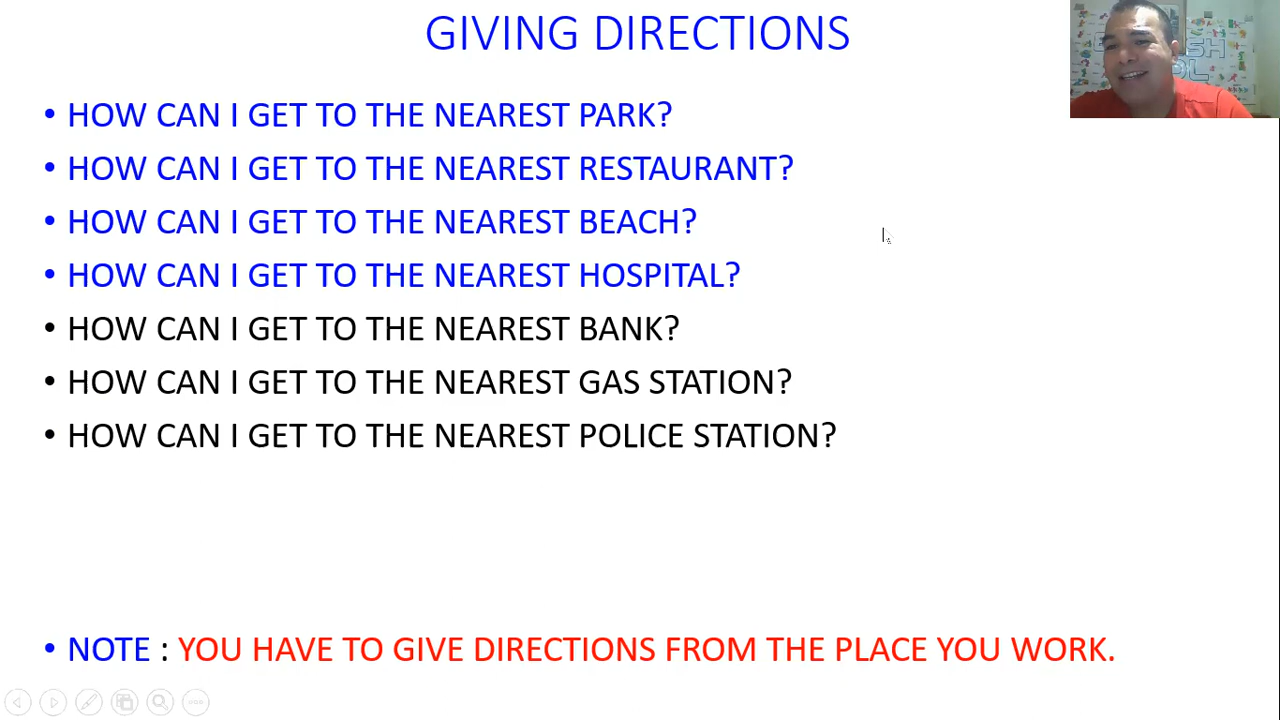 GIVING DIRECTIONS
• HOW CAN I GET TO THE NEAREST PARK?
• HOW CAN I GET TO THE NEAREST RESTAURANT?
• HOW CAN I GET TO THE NEAREST BEACH?
• HOW CAN I GET TO THE NEAREST HOSPITAL?
• HOW CAN I GET TO THE NEAREST BANK?
• HOW CAN I GET TO THE NEAREST GAS STATION?
• HOW CAN I GET TO THE NEAREST POLICE STATION?
• NOTE : YOU HAVE TO GIVE DIRECTIONS FROM THE PLACE YOU WORK.